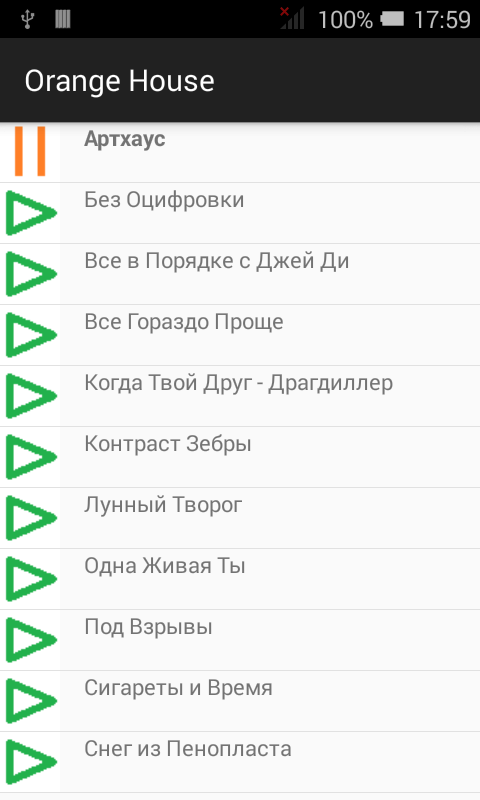 100% 17:59
Orange House
Артхаус
Без Оцифровки
Все в Порядке с Джей Ди
Все Гораздо Проще
Когда Твой Друг - Драгдиллер
Контраст Зебры
Лунный Творог
Одна Живая Ты
Под Взрывы
Сигареты и Время
Снег из Пенопласта